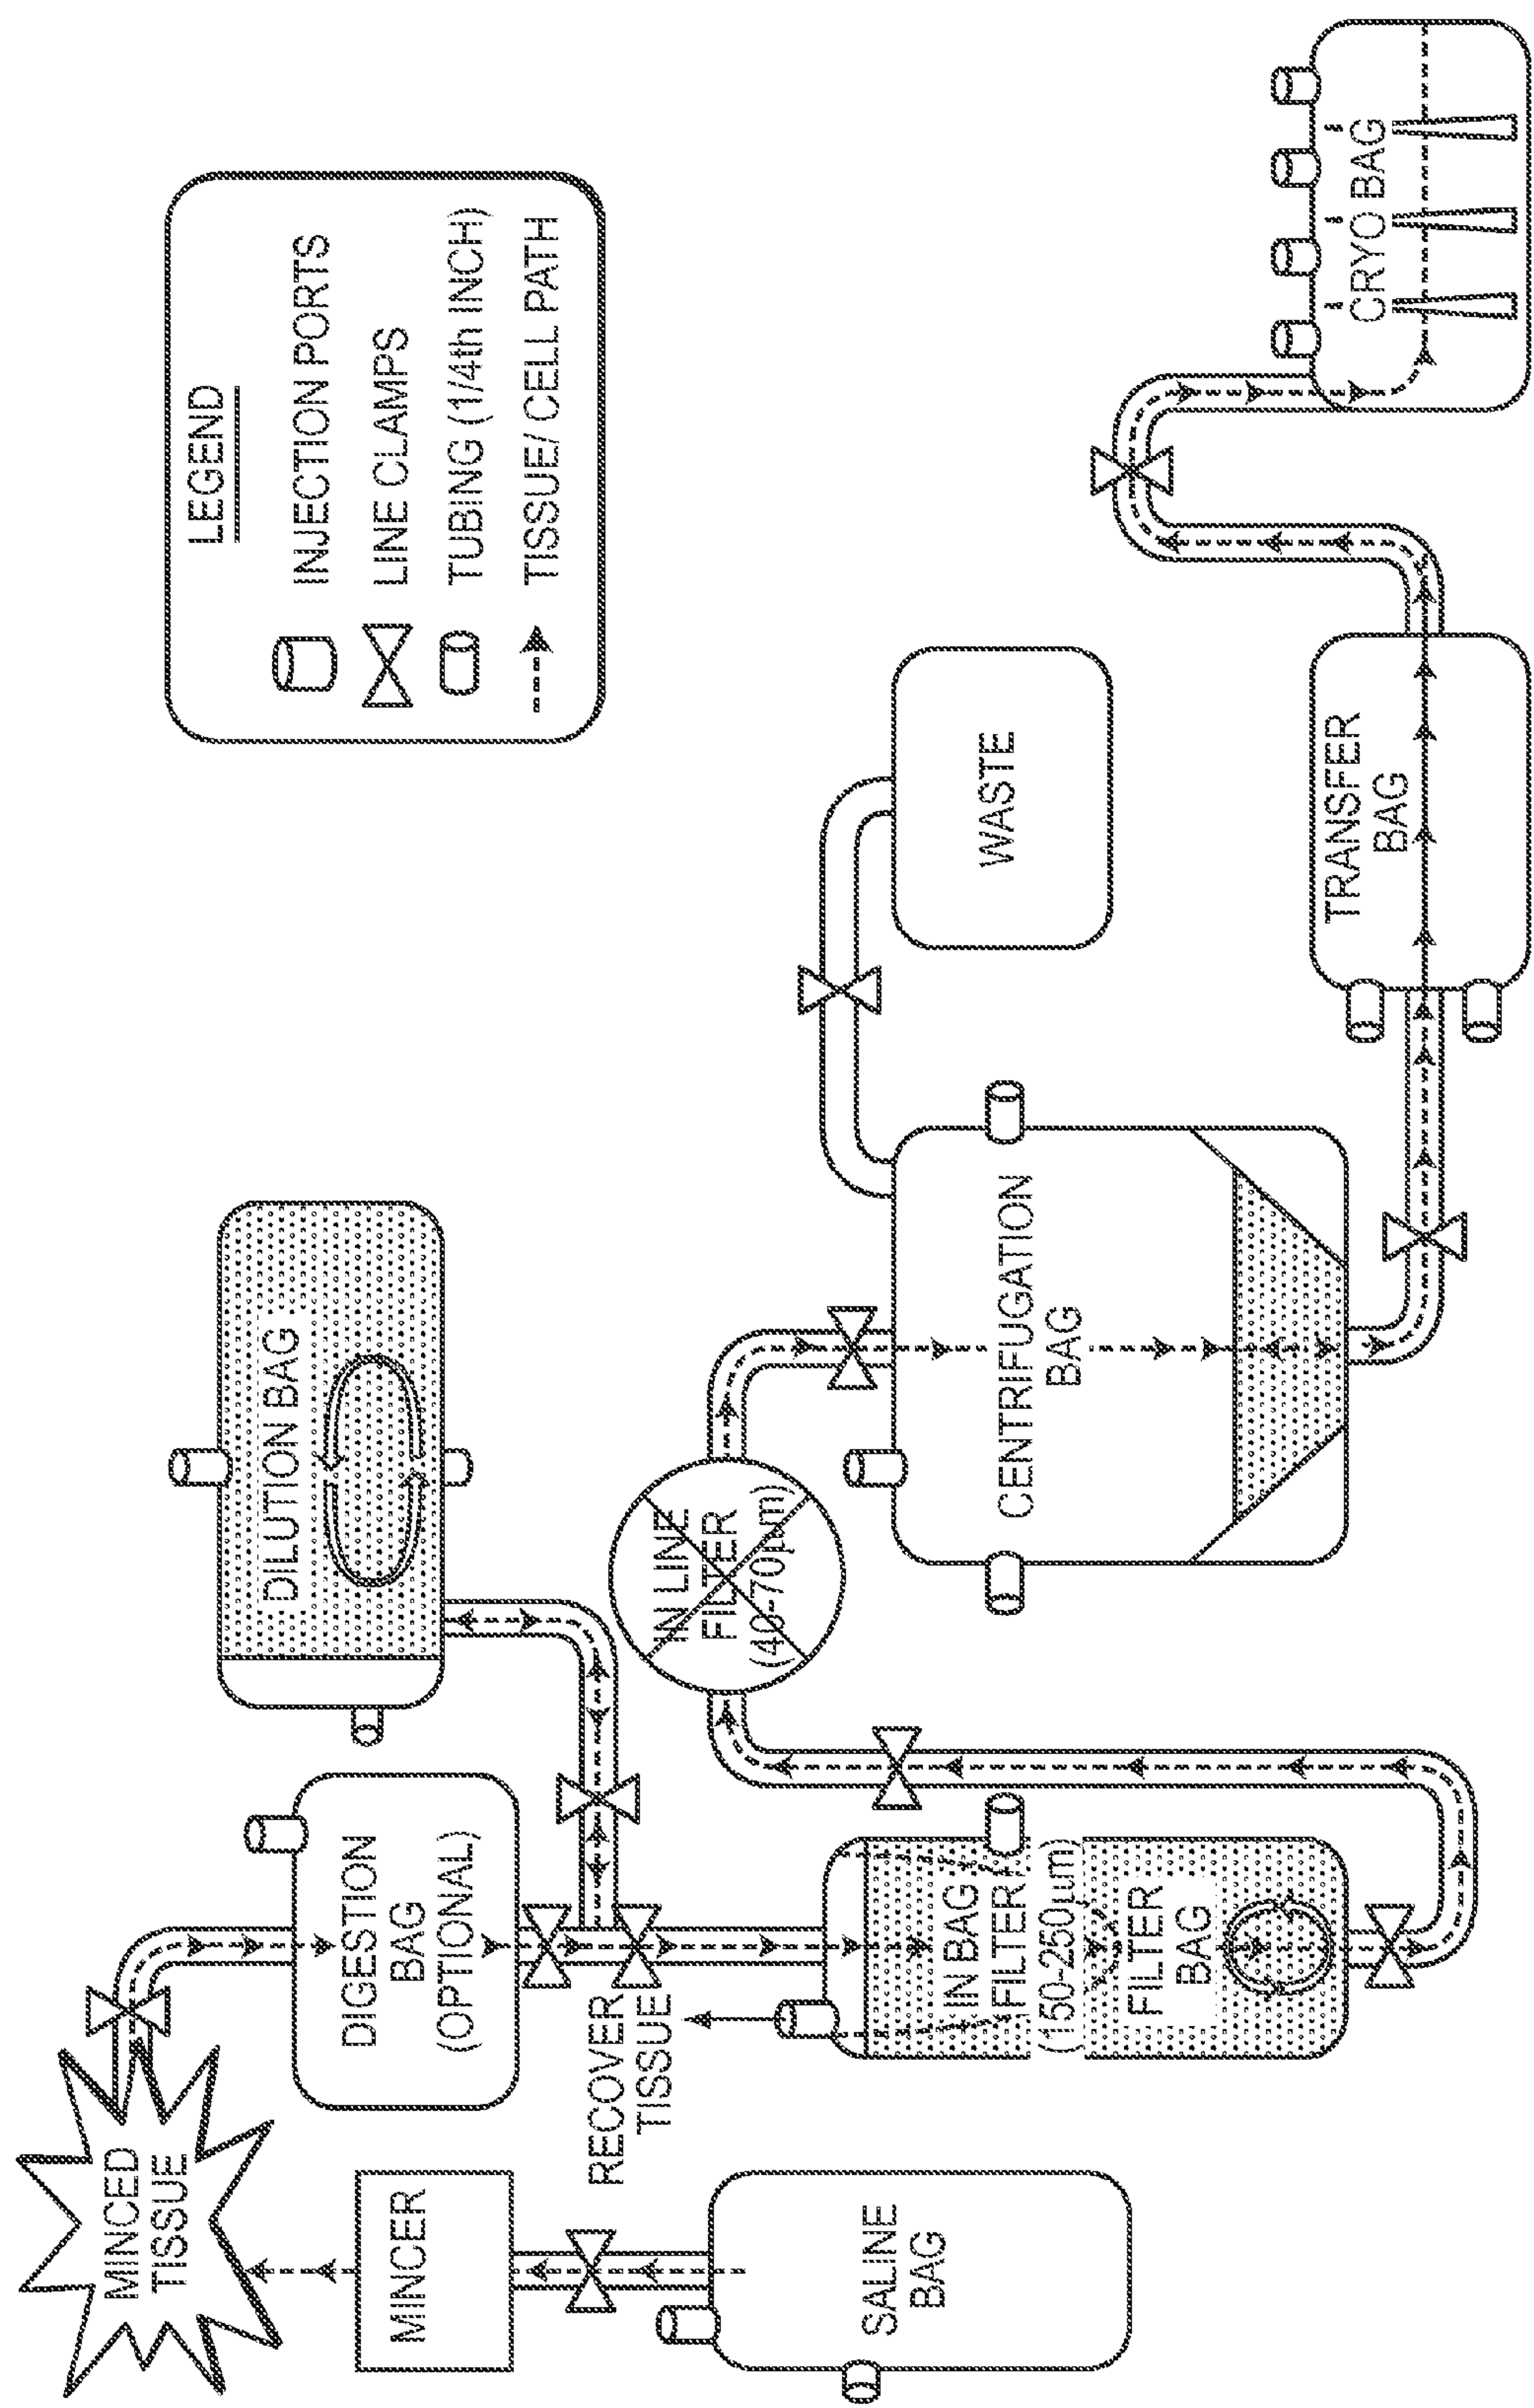 MINCED
TISSUE
MINCER
SALINE
BAG
DIGESTION
BAG
(OPTIONAL)
RECOVER
TISSUE
DILUTION BAG
IN BAG
FILTER
(150-250µm)
FILTER
BAG
IN LINE
FILTER
(40-70µm)
CENTRIFUGATION
BAG
WASTE
TRANSFER
BAG
CRYO BAG
LEGEND
INJECTION PORTS
LINE CLAMPS
TUBING (1/4th INCH)
TISSUE/ CELL PATH